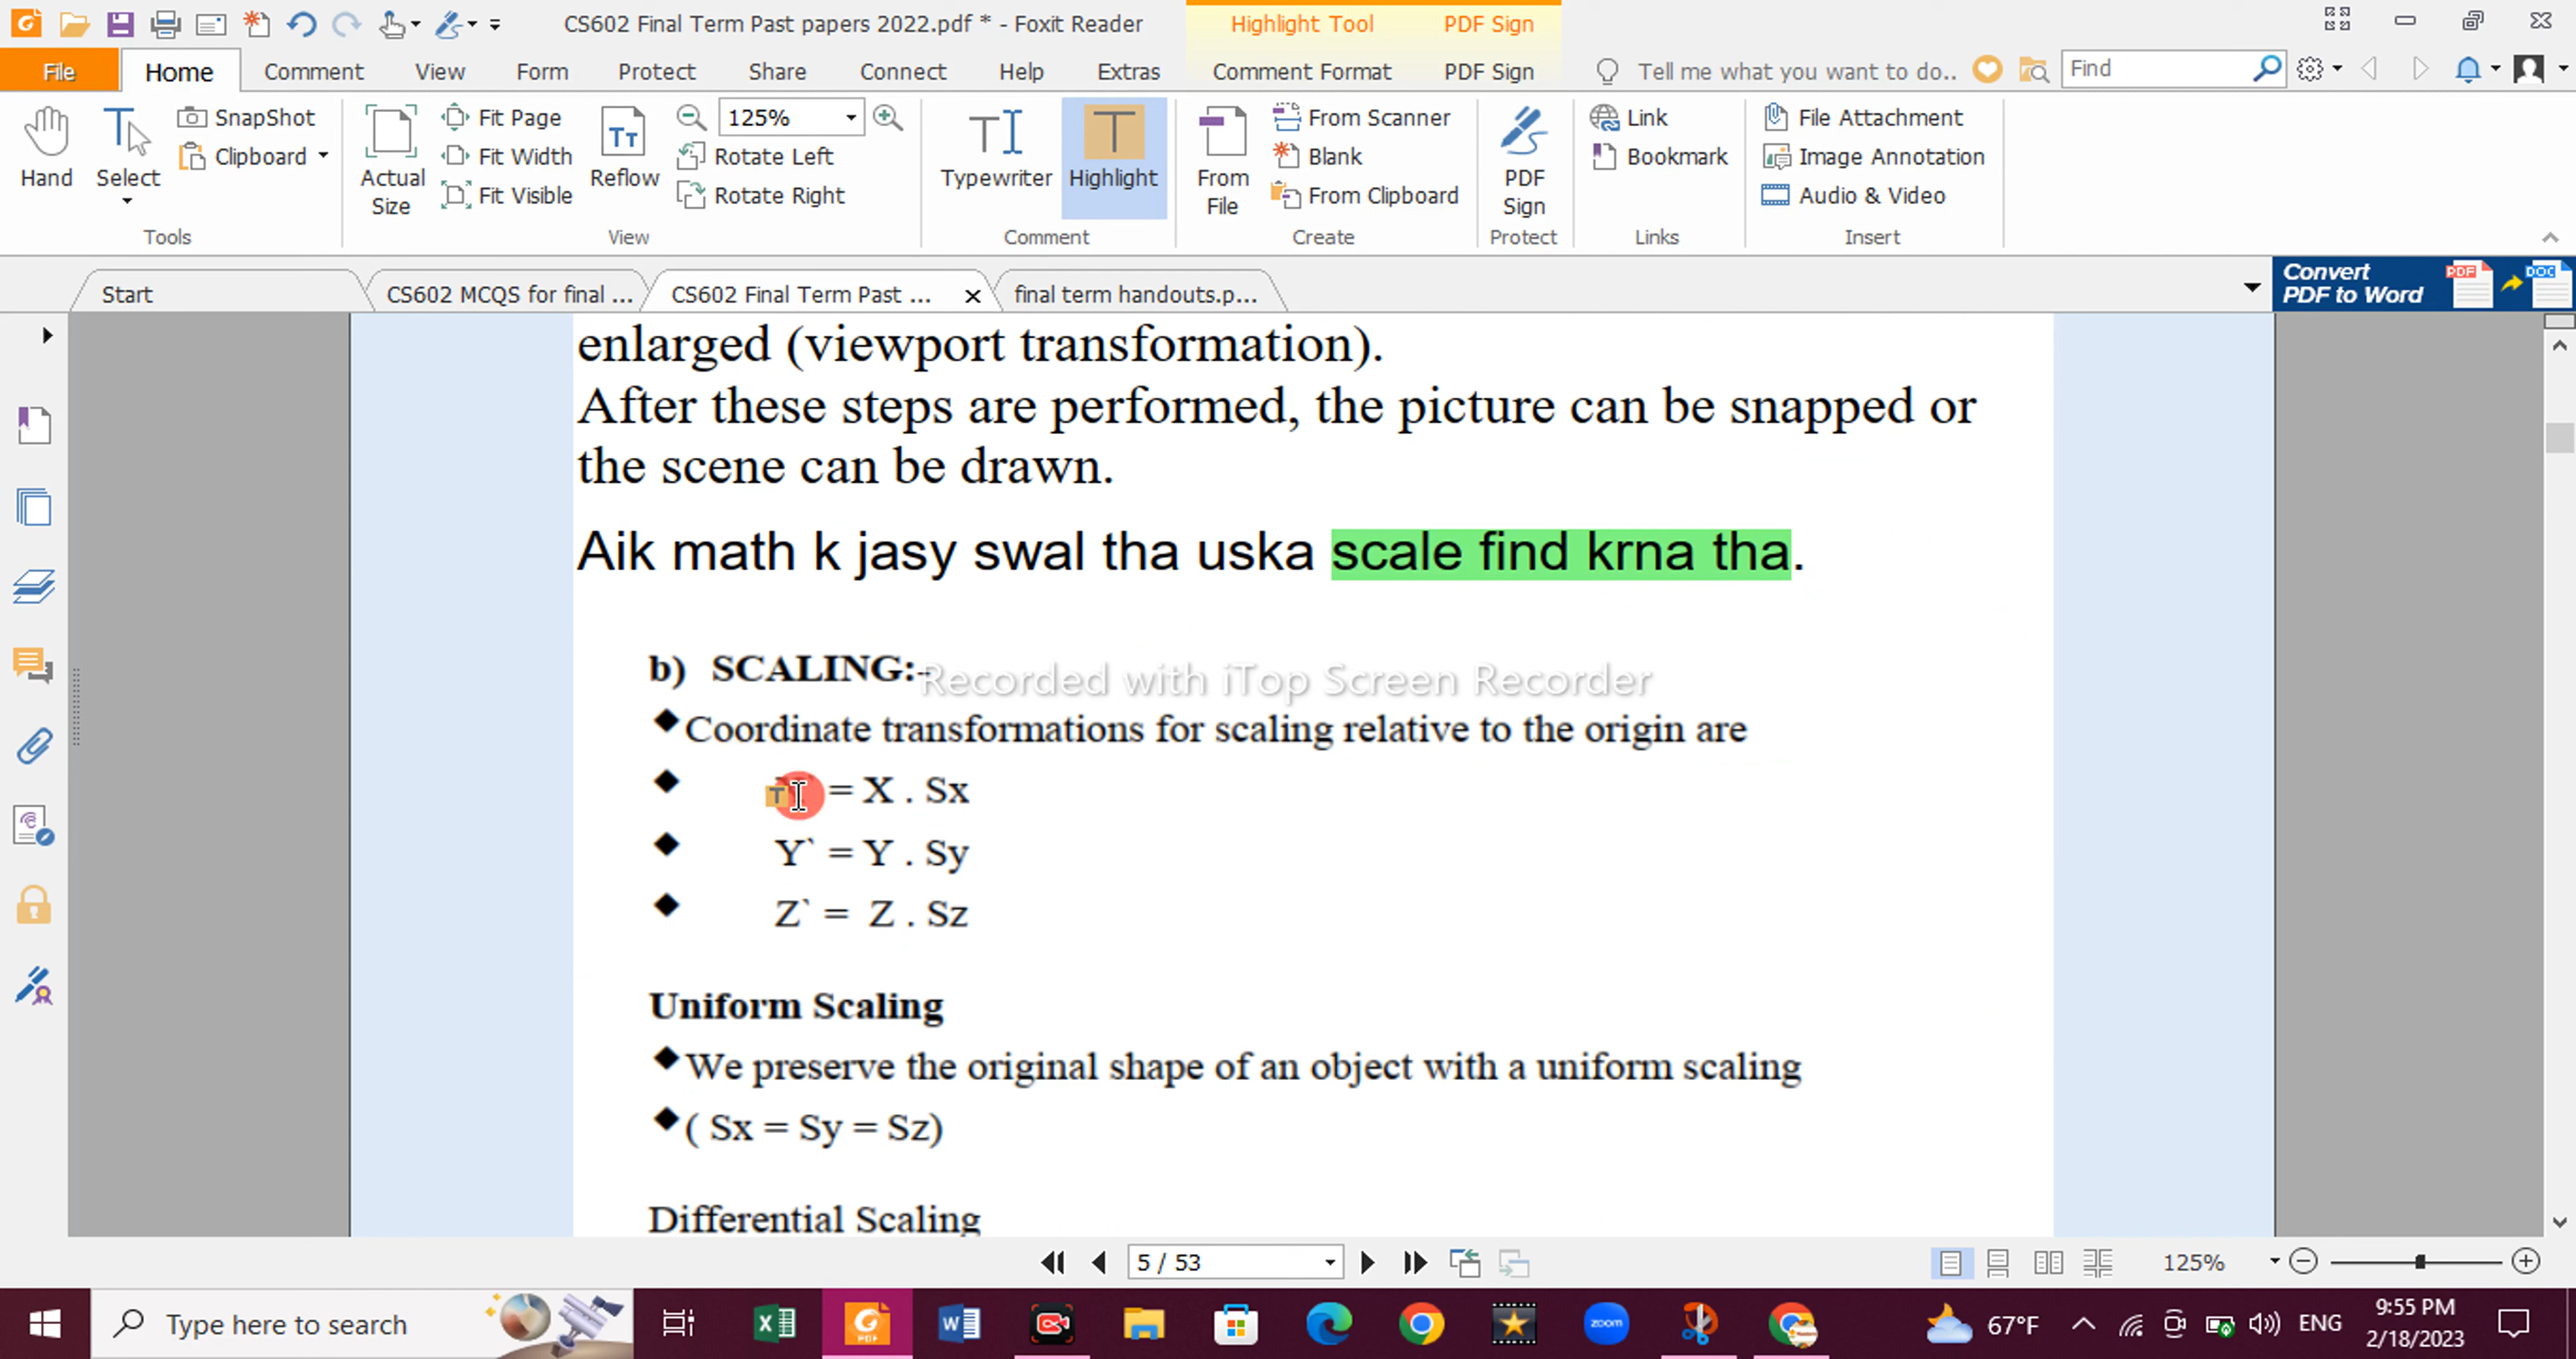 CS602 Final Term Past papers 2022.pdf * - Foxit Reader
Highlight Tool
PDF Sign
File
Home
Comment
View
Form
Protect
Share
Connect
Help
Extras
Comment Format
PDF Sign
Tell me what you want to do..
Find
Hand
Select
SnapShot
Clipboard
Tools
Actual
Size
Fit Page
Fit Width
Fit Visible
Reflow
125%
Rotate Left
Rotate Right
View
Typewriter
Highlight
Comment
From
File
From Scanner
Blank
From Clipboard
Create
PDF
Sign
Protect
Link
Bookmark
Links
File Attachment
Image Annotation
Audio & Video
Insert
Start
CS602 MCQS for final ...
CS602 Final Term Past ...
final term handouts.p...
Convert
PDF to Word
PDF
DOC
enlarged (viewport transformation).
After these steps are performed, the picture can be snapped or
the scene can be drawn.
Aik math k jasy swal tha uska scale find krna tha.
b) SCALING:-
Recorded with iTop Screen Recorder
◆Coordinate transformations for scaling relative to the origin are
◆ = X . Sx
◆ Y` = Y . Sy
◆ Z` = Z . Sz
Uniform Scaling
◆We preserve the original shape of an object with a uniform scaling
◆( Sx = Sy = Sz)
Differential Scaling
5 / 53
125%
Type here to search
zoom
67°F
ENG
9:55 PM
2/18/2023